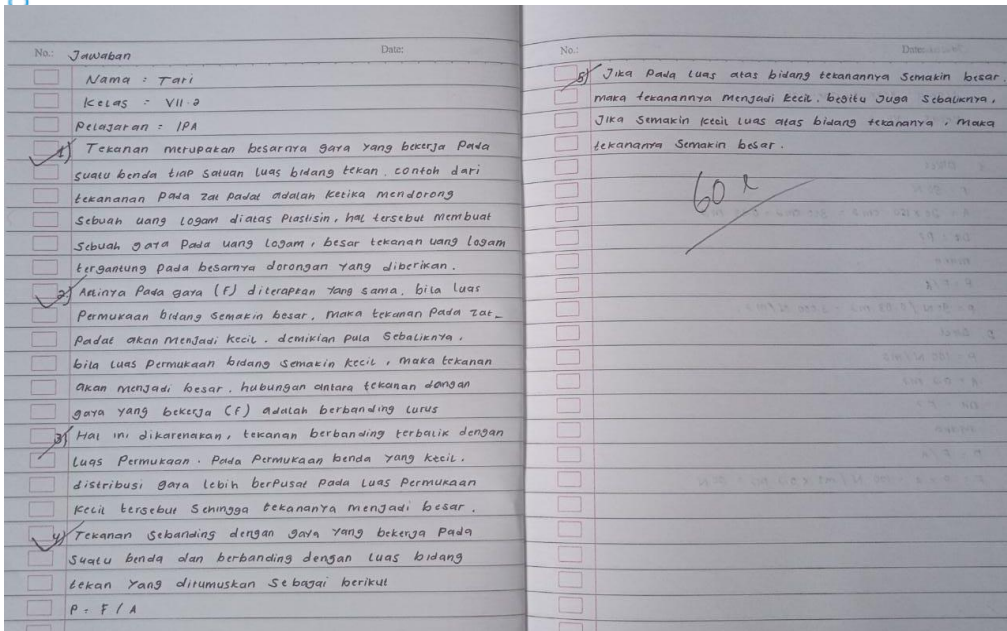 No.: Jawaban Date:
Nama : Tari
Kelas : VII.2
Pelajaran : IPA
1) Tekanan merupakan besarnya gaya yang bekerja Pada
suatu benda tiap satuan luas bidang tekan. contoh dari
tekananan Pada zat Padat adalah ketika mendorong
Sebuah uang logam diatas Plastisin, hal tersebut membuat
Sebuah gaya Pada uang logam, besar tekanan uang logam
tergantung pada besarnya dorongan yang diberikan.
2) Artinya Pada gaya (F) diterapkan yang sama, bila luas
Permukaan bidang semakin besar, maka tekanan Pada zat-
Padat akan menjadi kecil. demikian pula sebaliknya,
bila luas Permukaan bidang semakin kecil, maka tekanan
akan menjadi besar. hubungan antara tekanan dangan
gaya yang bekerja (F) adalah berbanding lurus
3) Hal ini dikarenakan, tekanan berbanding terbalik dengan
luas Permukaan. Pada Permukaan benda yang kecil.
distribusi gaya lebih berpusat Pada luas Permukaan
kecil tersebut sehingga tekananya menjadi besar.
4) Tekanan sebanding dengan gaya yang bekerja Pada
suatu benda dan berbanding dengan luas bidang
tekan yang dirumuskan sebagai berikut
P = F / A
No.: Date:
5) Jika Pada luas atas bidang tekanannya semakin besar,
maka tekanannya menjadi kecil. begitu juga sebaliknya,
Jika semakin kecil luas atas bidang tekananya, maka
tekananya semakin besar.
60